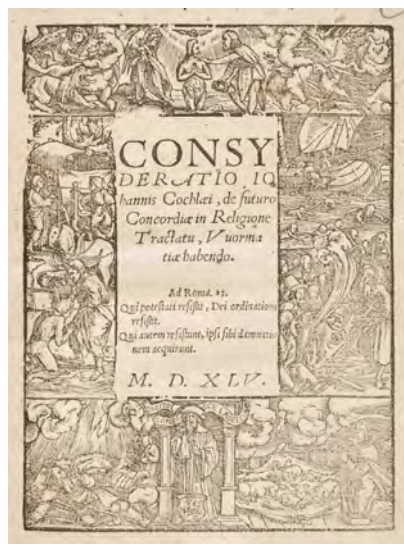 CONSY
DERATIO IO
hannis Cochlæi, de futuro
Concordiæ in Religione
Tractatu, Vuorma
tiæ habendo.
Ad Roma. 13.
Qui potestati resistit, Dei ordinationi
resistit.
Qui autem resistunt, ipsi sibi damnatio
nem acquirunt.
M. D. XLV.